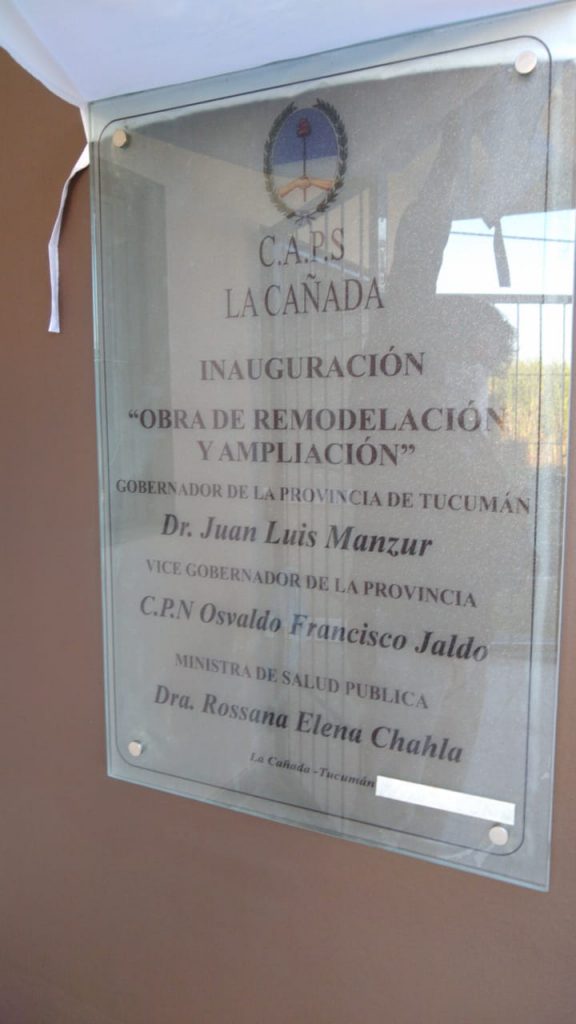 C.A.P.S
LA CAÑADA
INAUGURACIÓN
“OBRA DE REMODELACIÓN
Y AMPLIACIÓN”
GOBERNADOR DE LA PROVINCIA DE TUCUMÁN
Dr. Juan Luis Manzur
VICE GOBERNADOR DE LA PROVINCIA
C.P.N Osvaldo Francisco Jaldo
MINISTRA DE SALUD PUBLICA
Dra. Rossana Elena Chahla
La Cañada -Tucumán